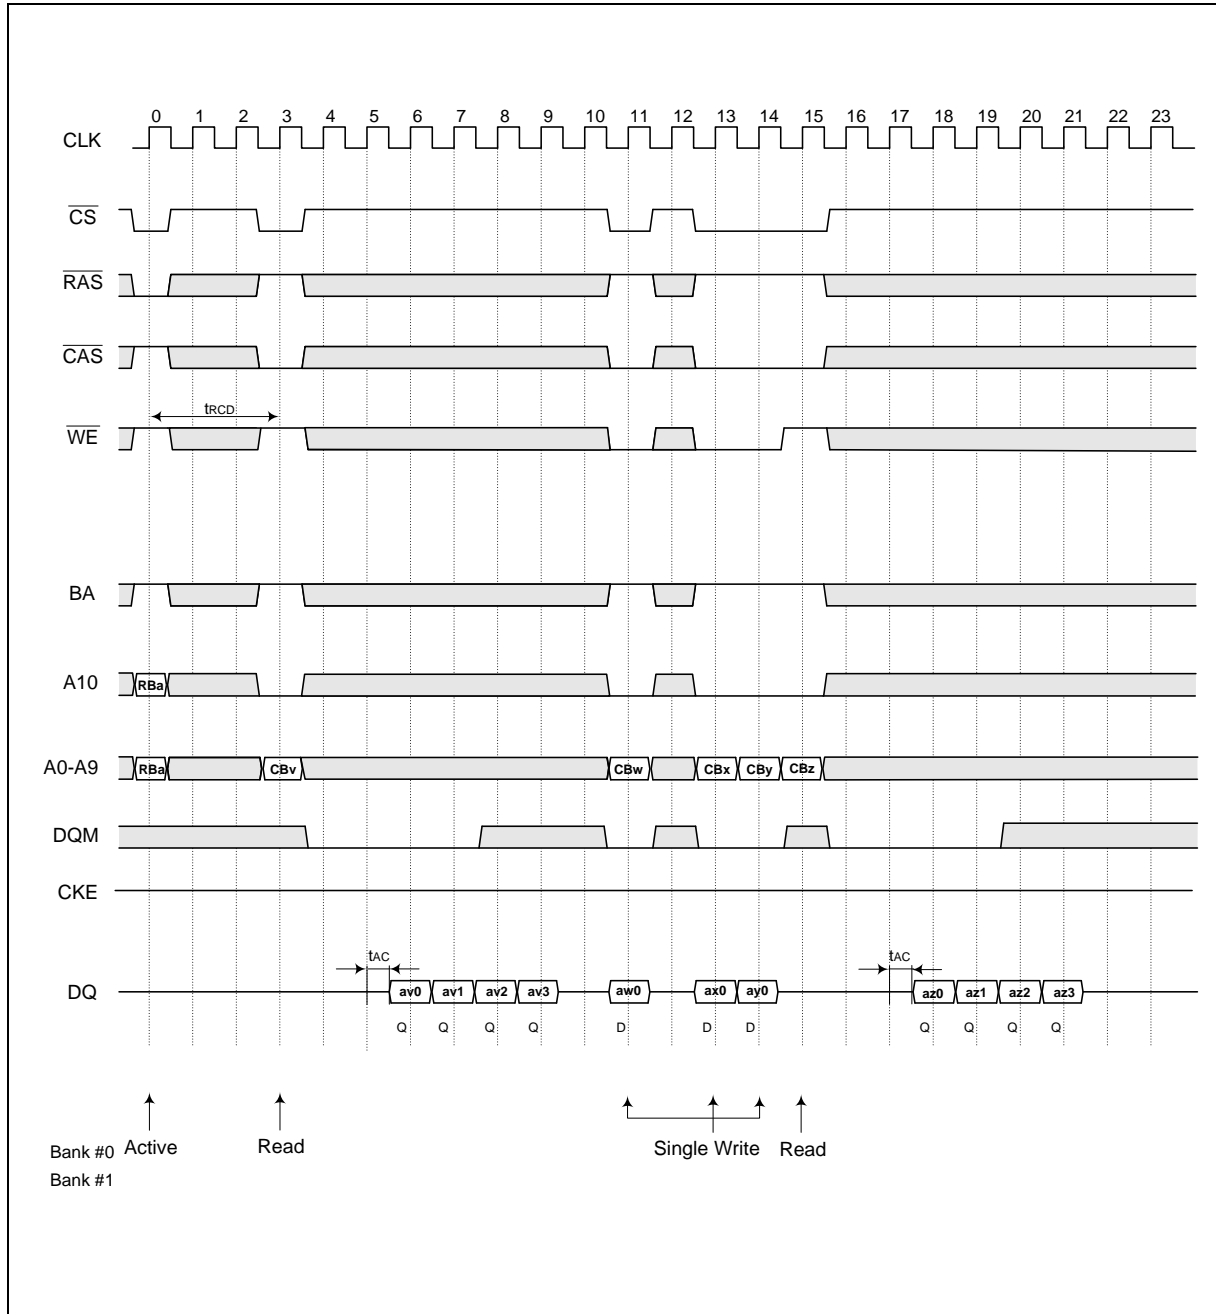 0 1 2 3 4 5 6 7 8 9 10 11 12 13 14 15 16 17 18 19 20 21 22 23
CLK
CS
RAS
CAS
tRCD
WE
BA
A10 RBa
A0-A9 RBa CBv CBw CBx CBy CBz
DQM
CKE
tAC tAC
DQ av0 av1 av2 av3 aw0 ax0 ay0 az0 az1 az2 az3
Q Q Q Q D D D Q Q Q Q
Bank #0 Active Read Single Write Read
Bank #1